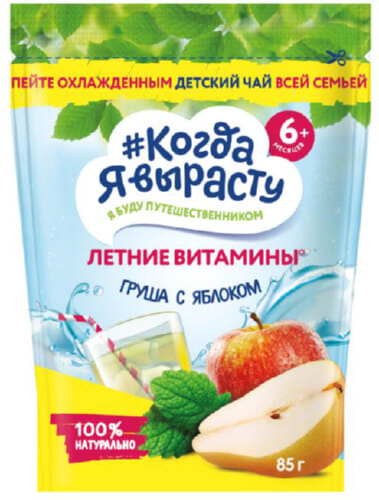 ПЕЙТЕ ОХЛАЖДЕННЫМ ДЕТСКИЙ ЧАЙ ВСЕЙ СЕМЬЕЙ
6+
МЕСЯЦЕВ
#Когда
Я вырасту
Я БУДУ ПУТЕШЕСТВЕННИКОМ
ЛЕТНИЕ ВИТАМИНЫ
ГРУША С ЯБЛОКОМ
100%
НАТУРАЛЬНО
85 г